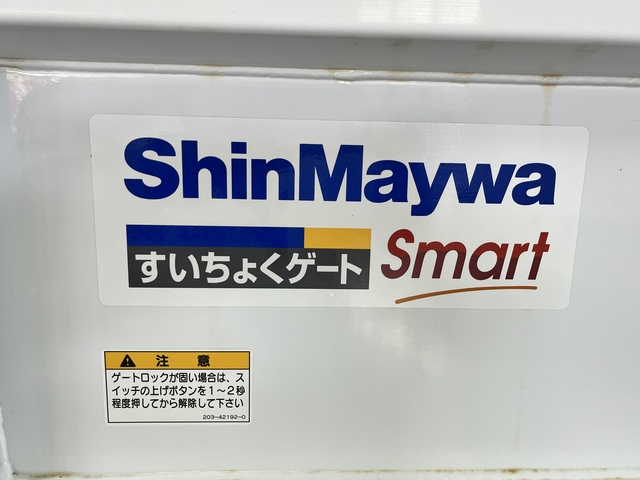 ShinMaywa
すいちょくゲート Smart
注意
ゲートロックが固い場合は、ス
イッチの上げボタンを1～2秒
程度押してから解除して下さい
203-42192-0